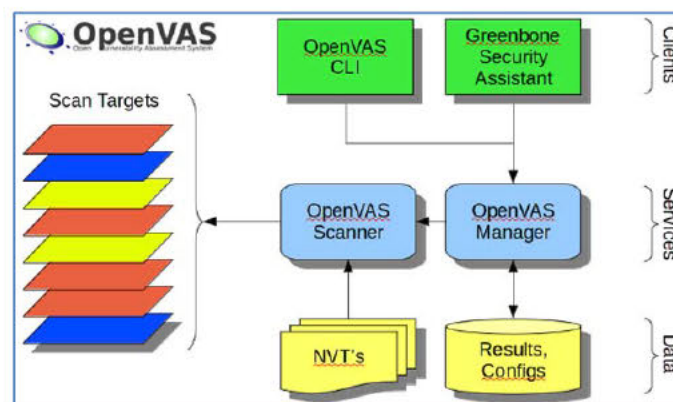 OpenVAS
Open Vulnerability Assessment System
OpenVAS
CLI
Greenbone
Security
Assistant
Clients
Scan Targets
OpenVAS
Scanner
OpenVAS
Manager
Services
NVT's
Results,
Configs
Data